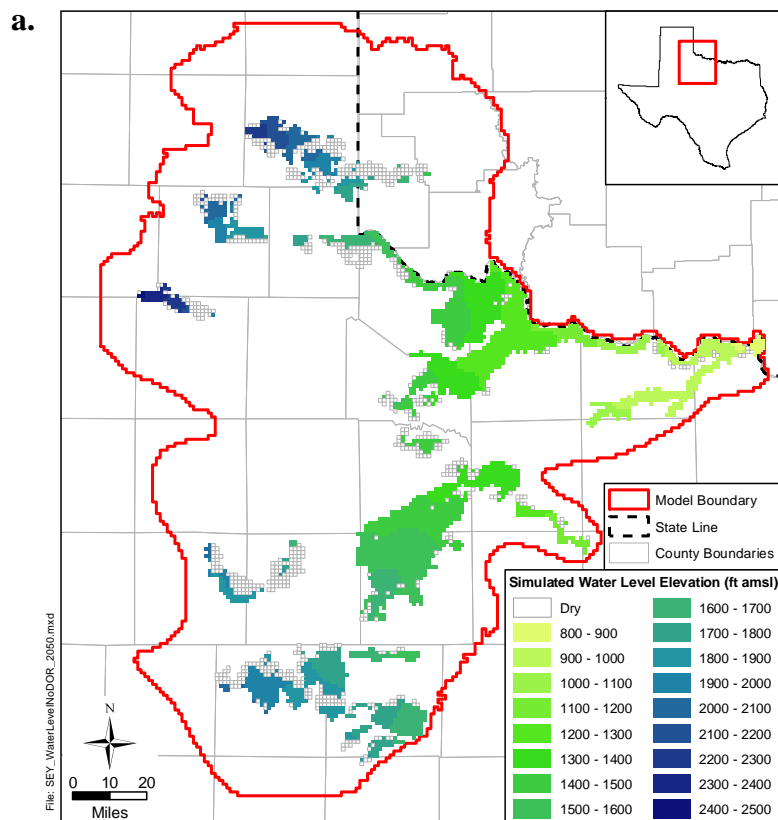 a.
Model Boundary
State Line
County Boundaries
Simulated Water Level Elevation (ft amsl)
Dry
800 - 900
900 - 1000
1000 - 1100
1100 - 1200
1200 - 1300
1300 - 1400
1400 - 1500
1500 - 1600
1600 - 1700
1700 - 1800
1800 - 1900
1900 - 2000
2000 - 2100
2100 - 2200
2200 - 2300
2300 - 2400
2400 - 2500
N
0 10 20
Miles
File: SEY_WaterLevelNoDOR_2050.mxd